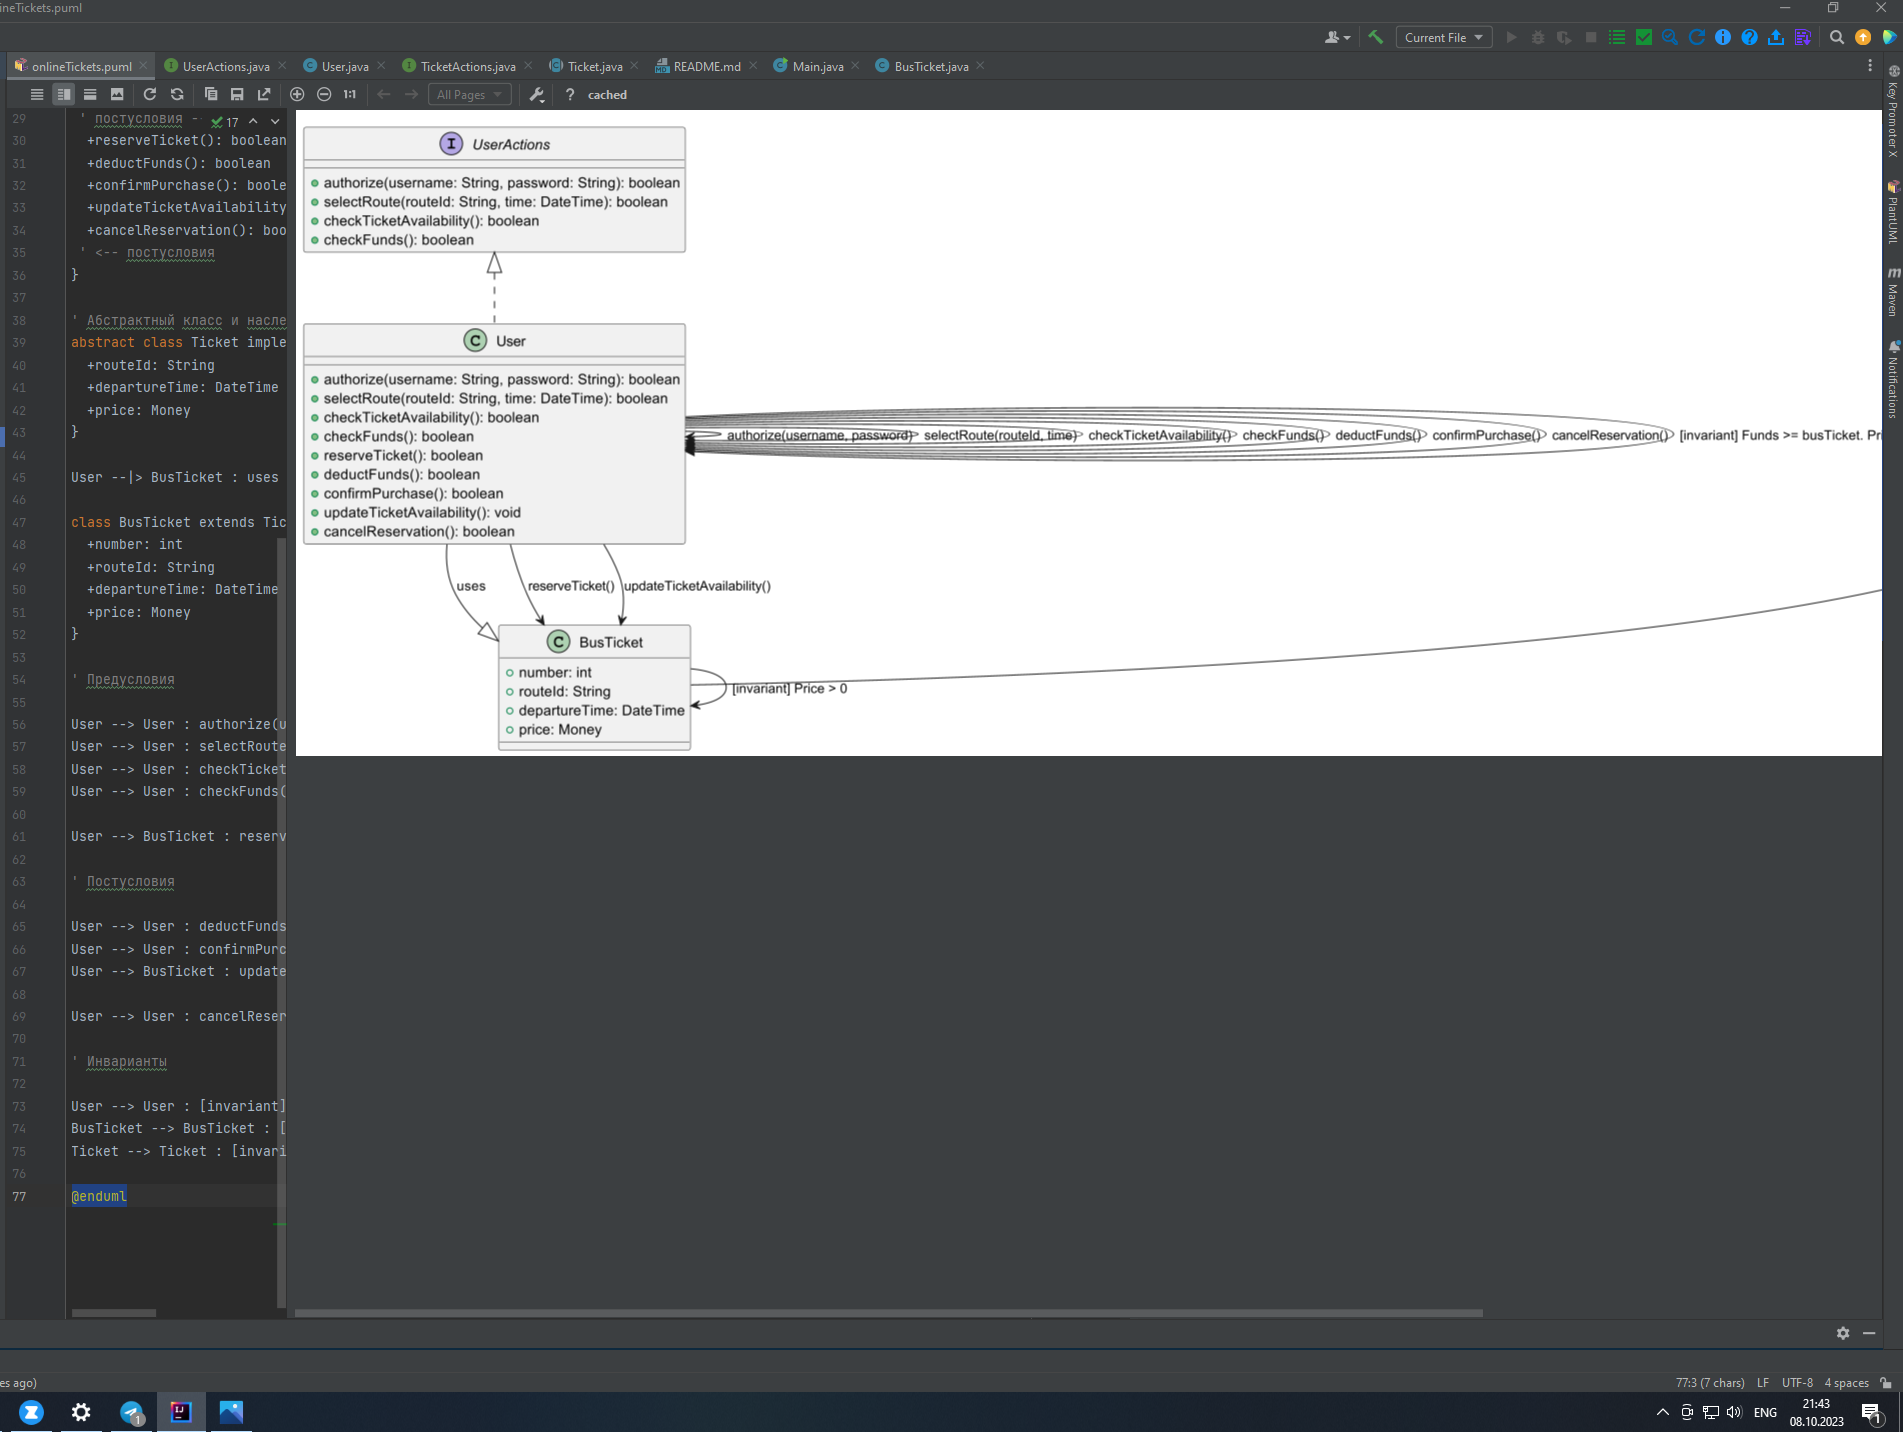 ineTickets.puml
Current File
onlineTickets.puml
UserActions.java
User.java
TicketActions.java
Ticket.java
README.md
Main.java
BusTicket.java
1:1
All Pages
?
cached
17
29 ' постусловия -
30 +reserveTicket(): boolean
31 +deductFunds(): boolean
32 +confirmPurchase(): boole
33 +updateTicketAvailability
34 +cancelReservation(): boo
35 ' <-- постусловия
36 }
37
38 ' Абстрактный класс и насле
39 abstract class Ticket imple
40 +routeId: String
41 +departureTime: DateTime
42 +price: Money
43 }
44
45 User --|> BusTicket : uses
46
47 class BusTicket extends Tic
48 +number: int
49 +routeId: String
50 +departureTime: DateTime
51 +price: Money
52 }
53
54 ' Предусловия
55
56 User --> User : authorize(u
57 User --> User : selectRoute
58 User --> User : checkTicket
59 User --> User : checkFunds(
60
61 User --> BusTicket : reserv
62
63 ' Постусловия
64
65 User --> User : deductFunds
66 User --> User : confirmPurc
67 User --> BusTicket : update
68
69 User --> User : cancelReser
70
71 ' Инварианты
72
73 User --> User : [invariant]
74 BusTicket --> BusTicket : [
75 Ticket --> Ticket : [invari
76
77 @enduml
I UserActions
authorize(username: String, password: String): boolean
selectRoute(routeId: String, time: DateTime): boolean
checkTicketAvailability(): boolean
checkFunds(): boolean
C User
authorize(username: String, password: String): boolean
selectRoute(routeId: String, time: DateTime): boolean
checkTicketAvailability(): boolean
checkFunds(): boolean
reserveTicket(): boolean
deductFunds(): boolean
confirmPurchase(): boolean
updateTicketAvailability(): void
cancelReservation(): boolean
authorize(username, password) selectRoute(routeId, time) checkTicketAvailability() checkFunds() deductFunds() confirmPurchase() cancelReservation() [invariant] Funds >= busTicket. Pri
uses reserveTicket() updateTicketAvailability()
C BusTicket
number: int
routeId: String
departureTime: DateTime
price: Money
[invariant] Price > 0
Key Promoter X
PlantUML
m Maven
Notifications
es ago)
77:3 (7 chars) LF UTF-8 4 spaces
1
IJ
ENG
21:43
08.10.2023
1